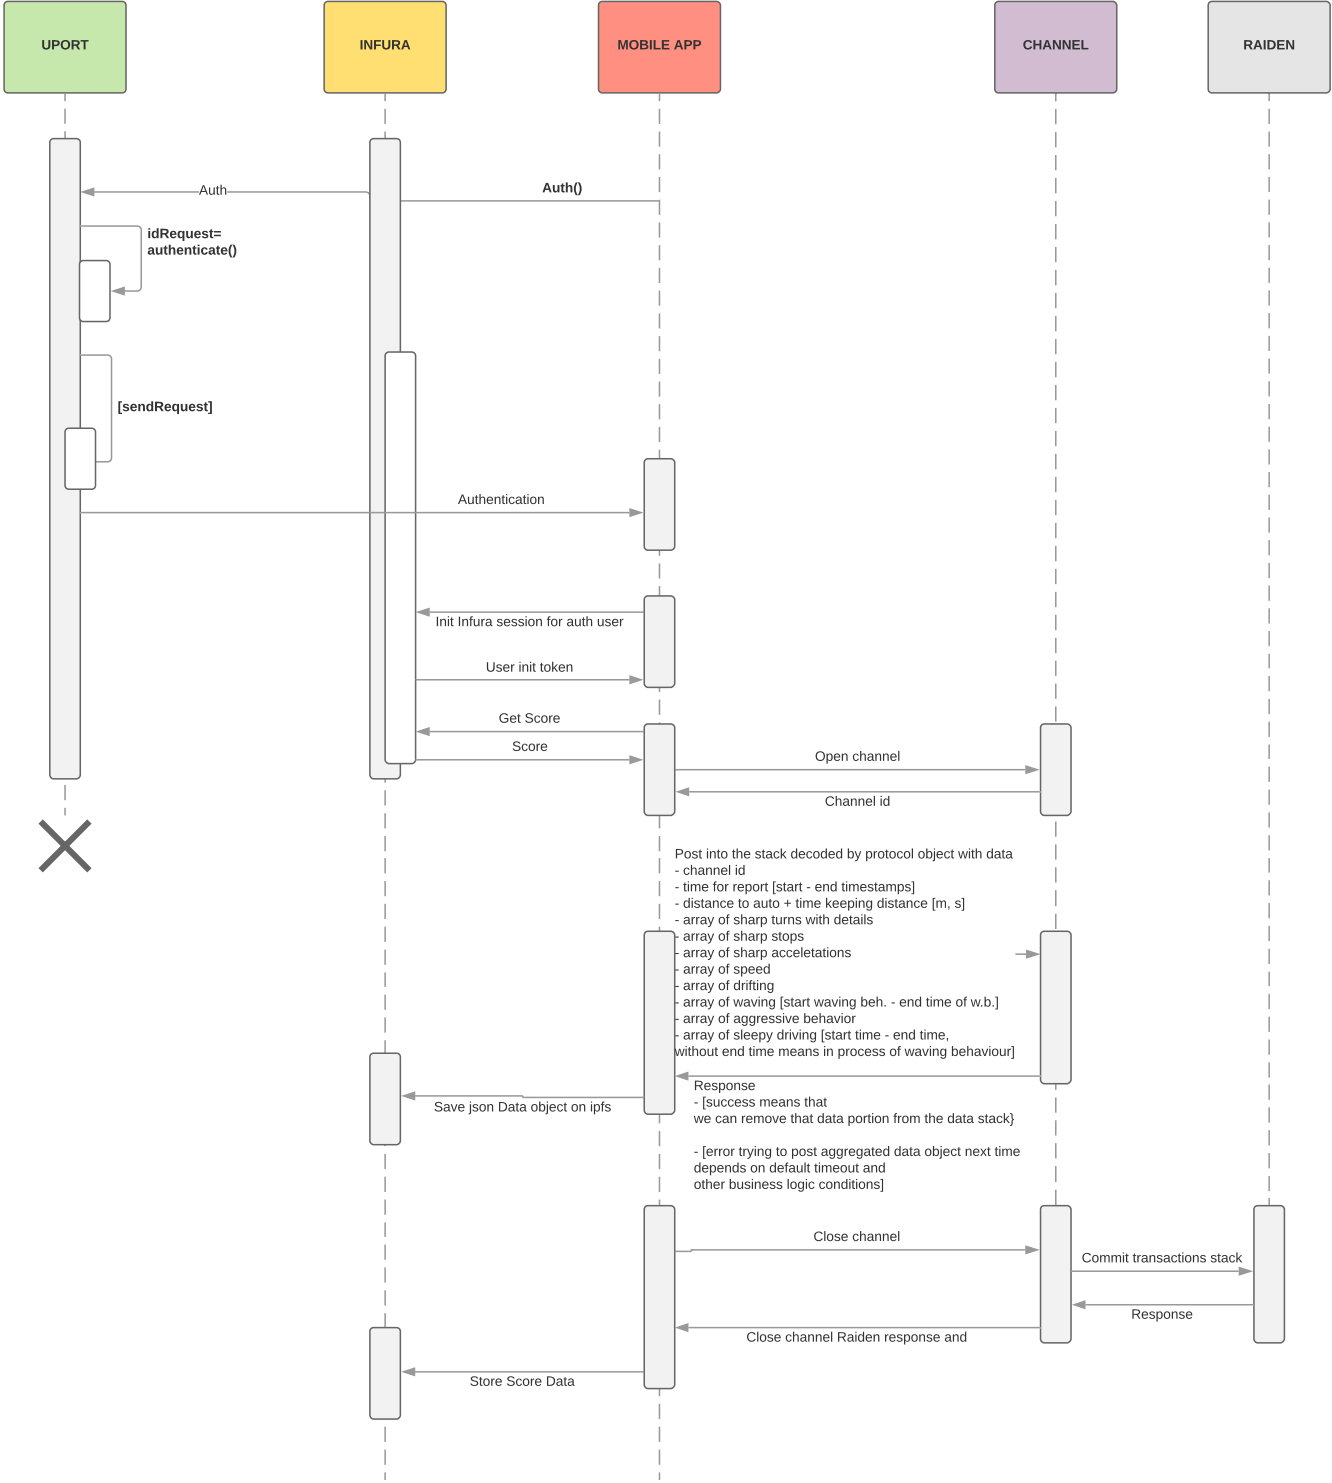 UPORT
INFURA
MOBILE APP
CHANNEL
RAIDEN
Auth
Auth()
idRequest=
authenticate()
[sendRequest]
Authentication
Init Infura session for auth user
User init token
Get Score
Score
Open channel
Channel id
Post into the stack decoded by protocol object with data
- channel id
- time for report [start - end timestamps]
- distance to auto + time keeping distance [m, s]
- array of sharp turns with details
- array of sharp stops
- array of sharp acceletations
- array of speed
- array of drifting
- array of waving [start waving beh. - end time of w.b.]
- array of aggressive behavior
- array of sleepy driving [start time - end time,
without end time means in process of waving behaviour]
Response
- [success means that
we can remove that data portion from the data stack}
Save json Data object on ipfs
- [error trying to post aggregated data object next time
depends on default timeout and
other business logic conditions]
Close channel
Commit transactions stack
Response
Close channel Raiden response and
Store Score Data